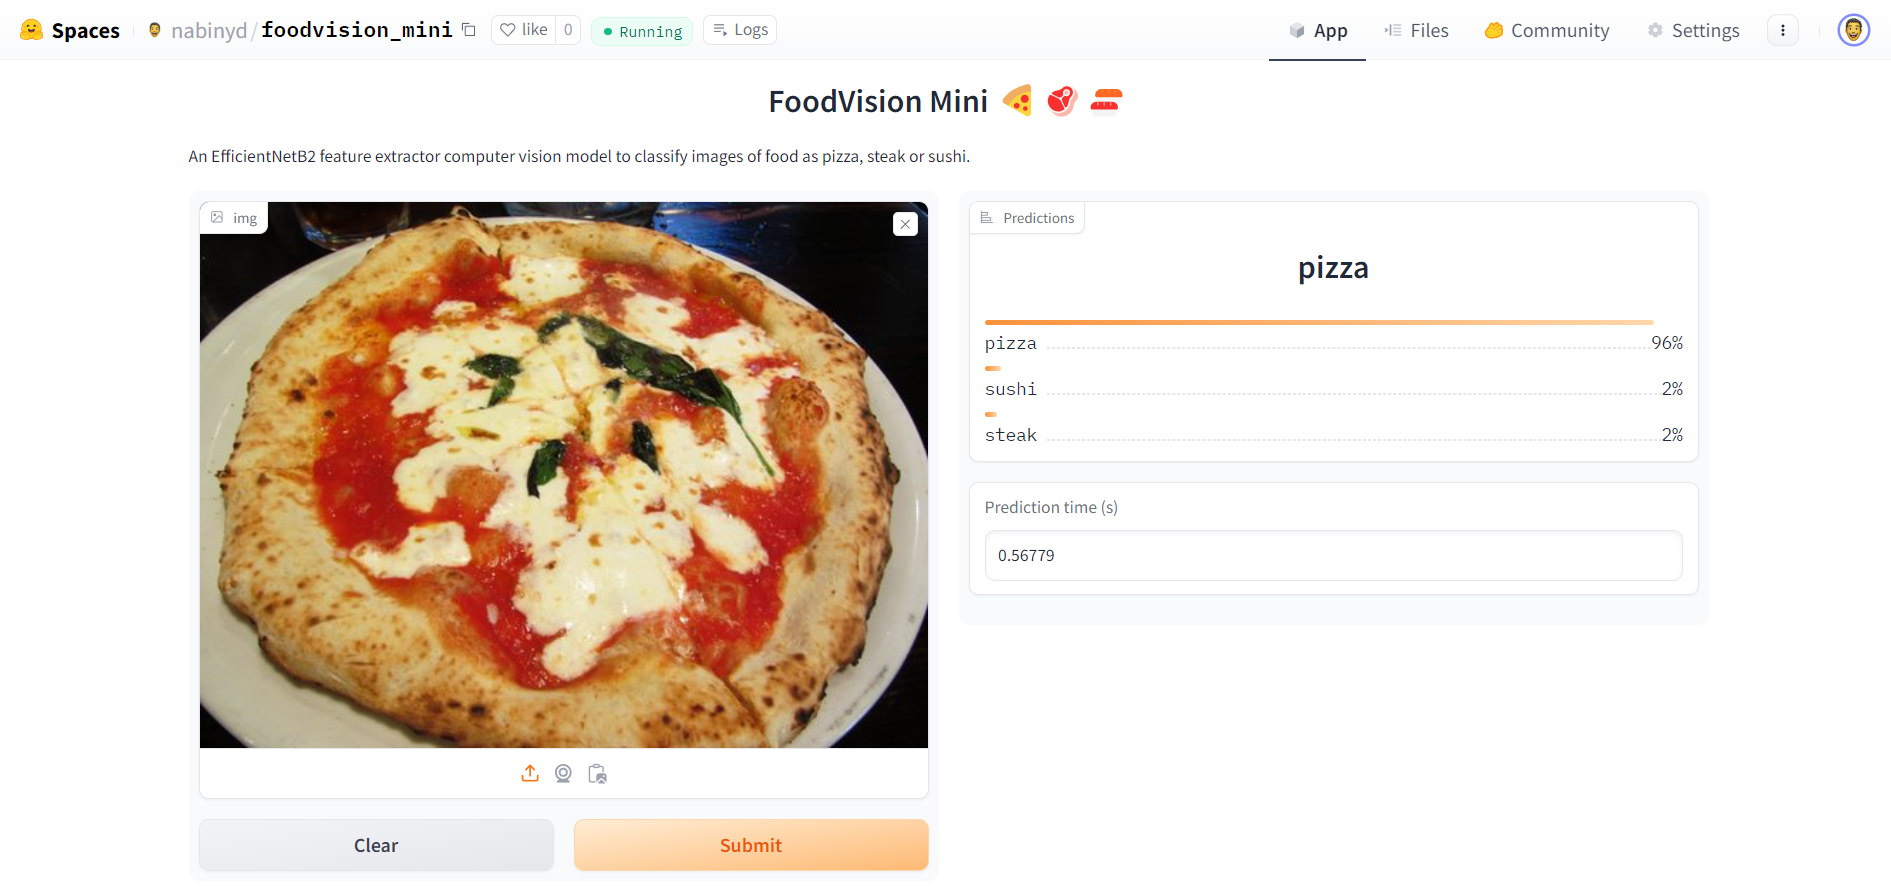 Spaces nabinyd/foodvision_mini like 0 Running Logs App Files Community Settings
FoodVision Mini
An EfficientNetB2 feature extractor computer vision model to classify images of food as pizza, steak or sushi.
img
Predictions
pizza
pizza 96%
sushi 2%
steak 2%
Prediction time (s)
0.56779
Clear Submit